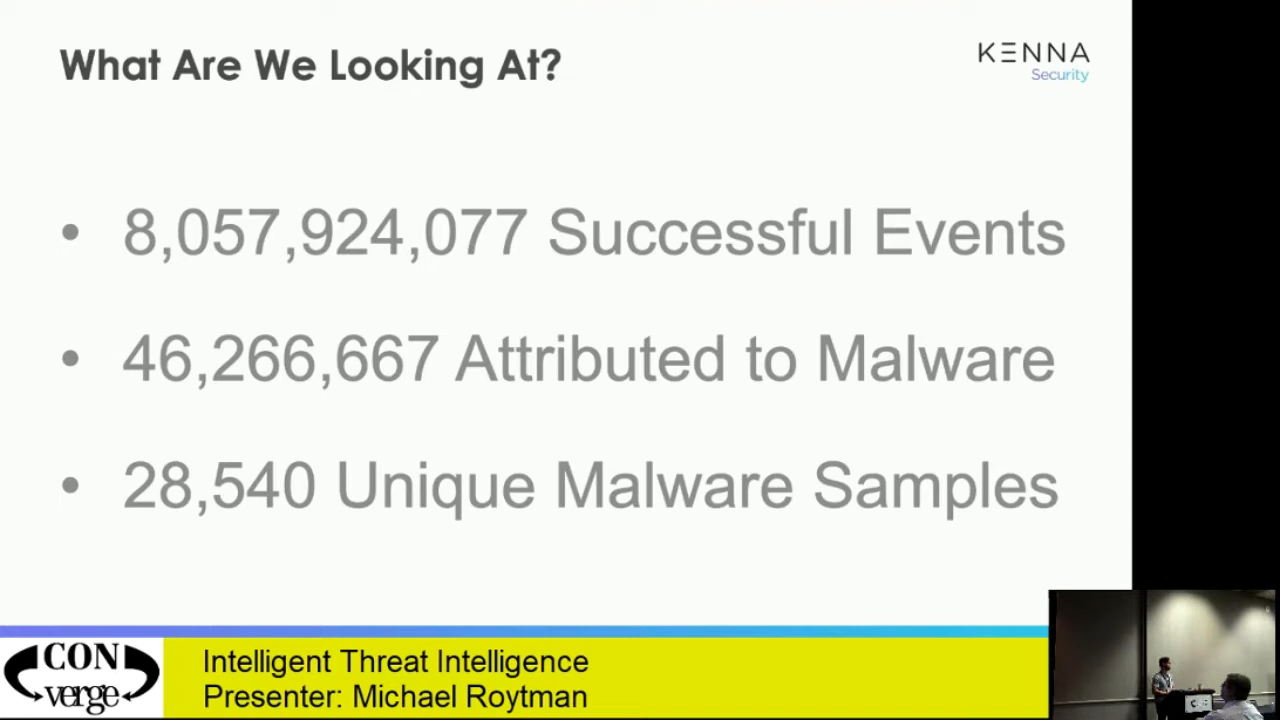 What Are We Looking At?
KENNA
Security
• 8,057,924,077 Successful Events
• 46,266,667 Attributed to Malware
• 28,540 Unique Malware Samples
CON
verge
Intelligent Threat Intelligence
Presenter: Michael Roytman